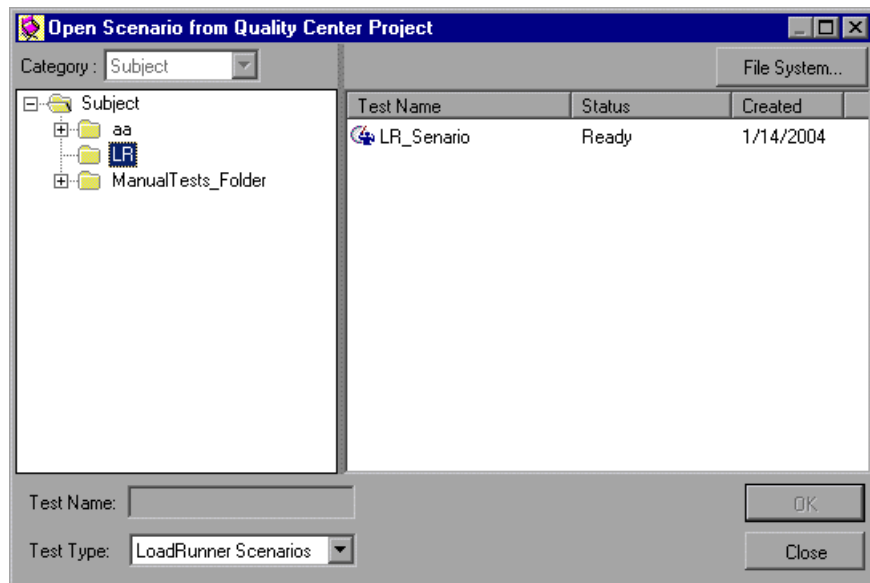 Open Scenario from Quality Center Project
Category : Subject
File System...
Subject
aa
LR
ManualTests_Folder
Test Name Status Created
LR_Senario Ready 1/14/2004
Test Name:
OK
Test Type: LoadRunner Scenarios
Close